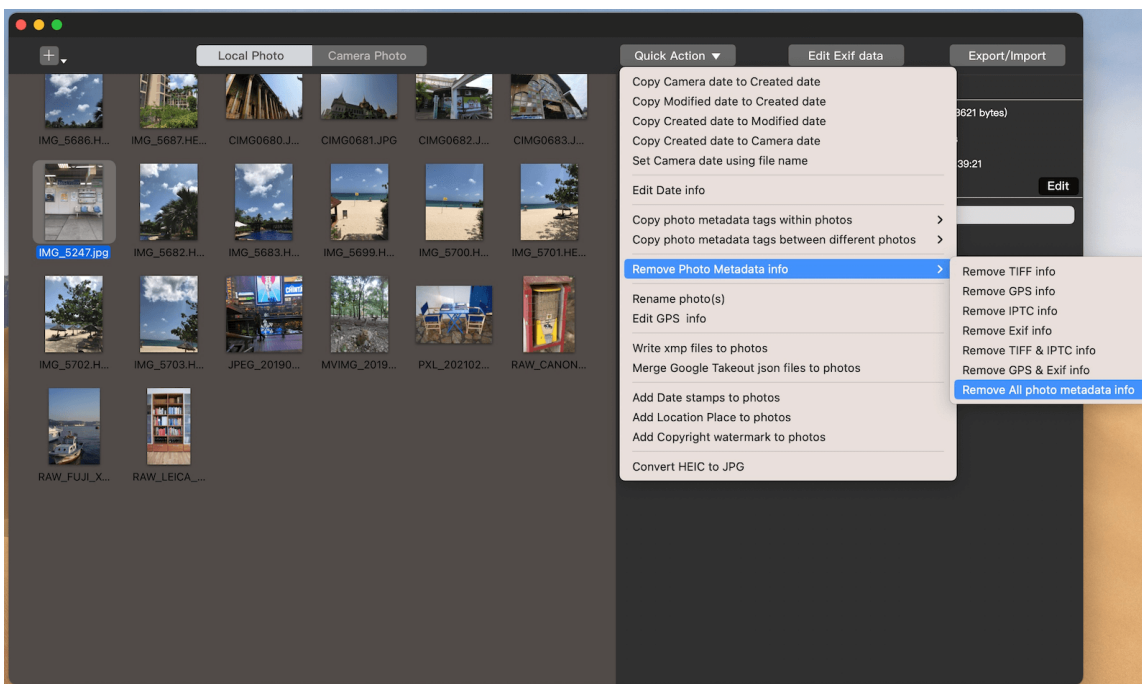 Local Photo
Camera Photo
Quick Action ▼
Edit Exif data
Export/Import
IMG_5686.H...
IMG_5687.HE...
CIMG0680.J...
CIMG0681.JPG
CIMG0682.J...
CIMG0683.J...
IMG_5247.jpg
IMG_5682.H...
IMG_5683.H...
IMG_5699.H...
IMG_5700.H...
IMG_5701.HE...
IMG_5702.H...
IMG_5703.H...
JPEG_20190...
MVIMG_2019...
PXL_202102...
RAW_CANON...
RAW_FUJI_X...
RAW_LEICA_...
Copy Camera date to Created date
Copy Modified date to Created date
Copy Created date to Modified date
Copy Created date to Camera date
Set Camera date using file name
Edit Date info
Copy photo metadata tags within photos
Copy photo metadata tags between different photos
Remove Photo Metadata info
Rename photo(s)
Edit GPS info
Write xmp files to photos
Merge Google Takeout json files to photos
Add Date stamps to photos
Add Location Place to photos
Add Copyright watermark to photos
Convert HEIC to JPG
3621 bytes)
39:21
Edit
Remove TIFF info
Remove GPS info
Remove IPTC info
Remove Exif info
Remove TIFF & IPTC info
Remove GPS & Exif info
Remove All photo metadata info